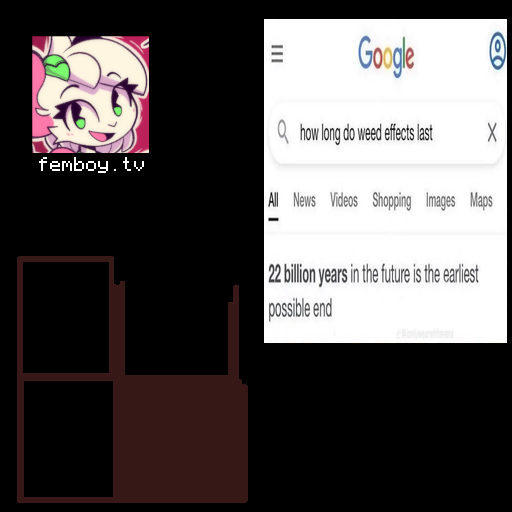 femboy.tv
Google
how long do weed effects last
All News Videos Shopping Images Maps
22 billion years in the future is the earliest
possible end